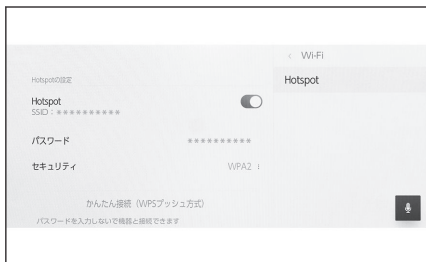 < Wi-Fi
Hotspot
Hotspotの設定
Hotspot
SSID：**********
パスワード **********
セキュリティ WPA2
かんたん接続（WPSプッシュ方式）
パスワードを入力しないで機器と接続できます